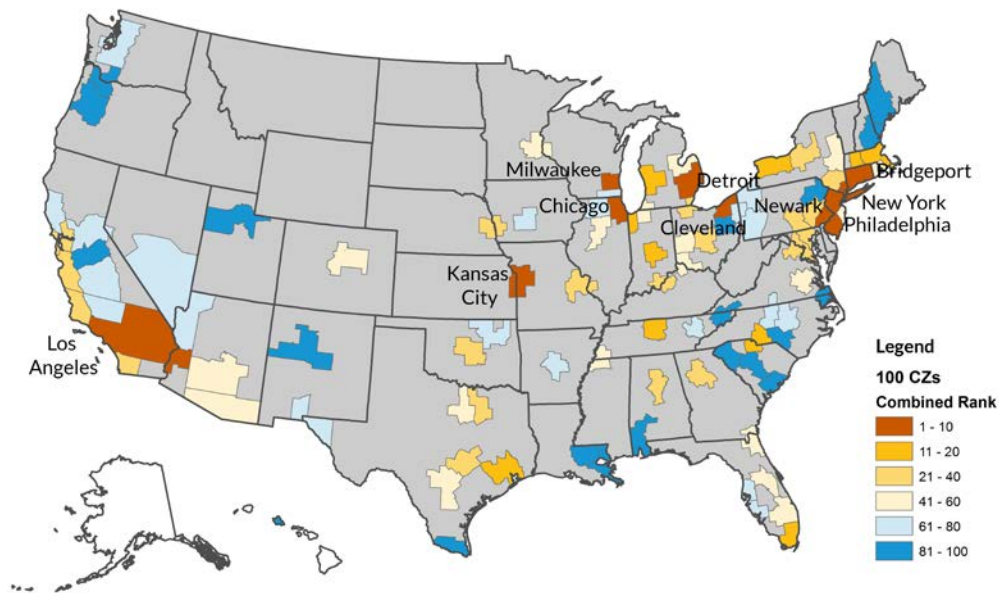 Milwaukee
Detroit
Bridgeport
Chicago
Newark
New York
Cleveland
Philadelphia
Kansas
City
Los
Angeles
Legend
100 CZs
Combined Rank
1 - 10
11 - 20
21 - 40
41 - 60
61 - 80
81 - 100